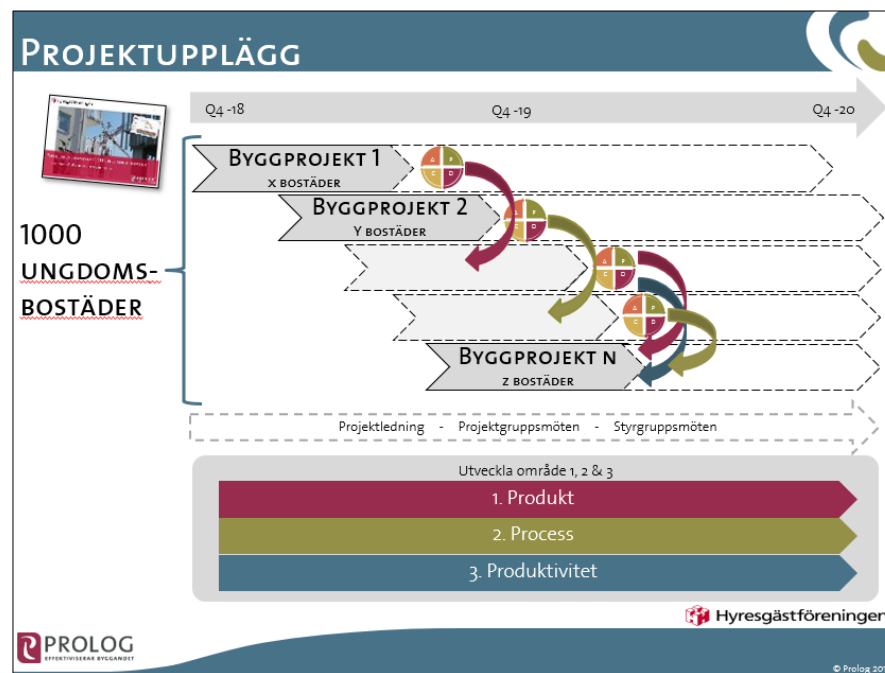 PROJEKTUPPLÄGG
Q4 -18
Q4 -19
Q4 -20
BYGGPROJEKT 1
X BOSTÄDER
A P
C D
BYGGPROJEKT 2
Y BOSTÄDER
A P
C D
1000
UNGDOMS-
BOSTÄDER
A P
C D
A P
C D
BYGGPROJEKT N
Z BOSTÄDER
Projektledning - Projektgruppsmöten - Styrgruppsmöten
Utveckla område 1, 2 & 3
1. Produkt
2. Process
3. Produktivitet
Hyresgästföreningen
PROLOG
EFFEKTIVISERAR BYGGANDET
© Prolog